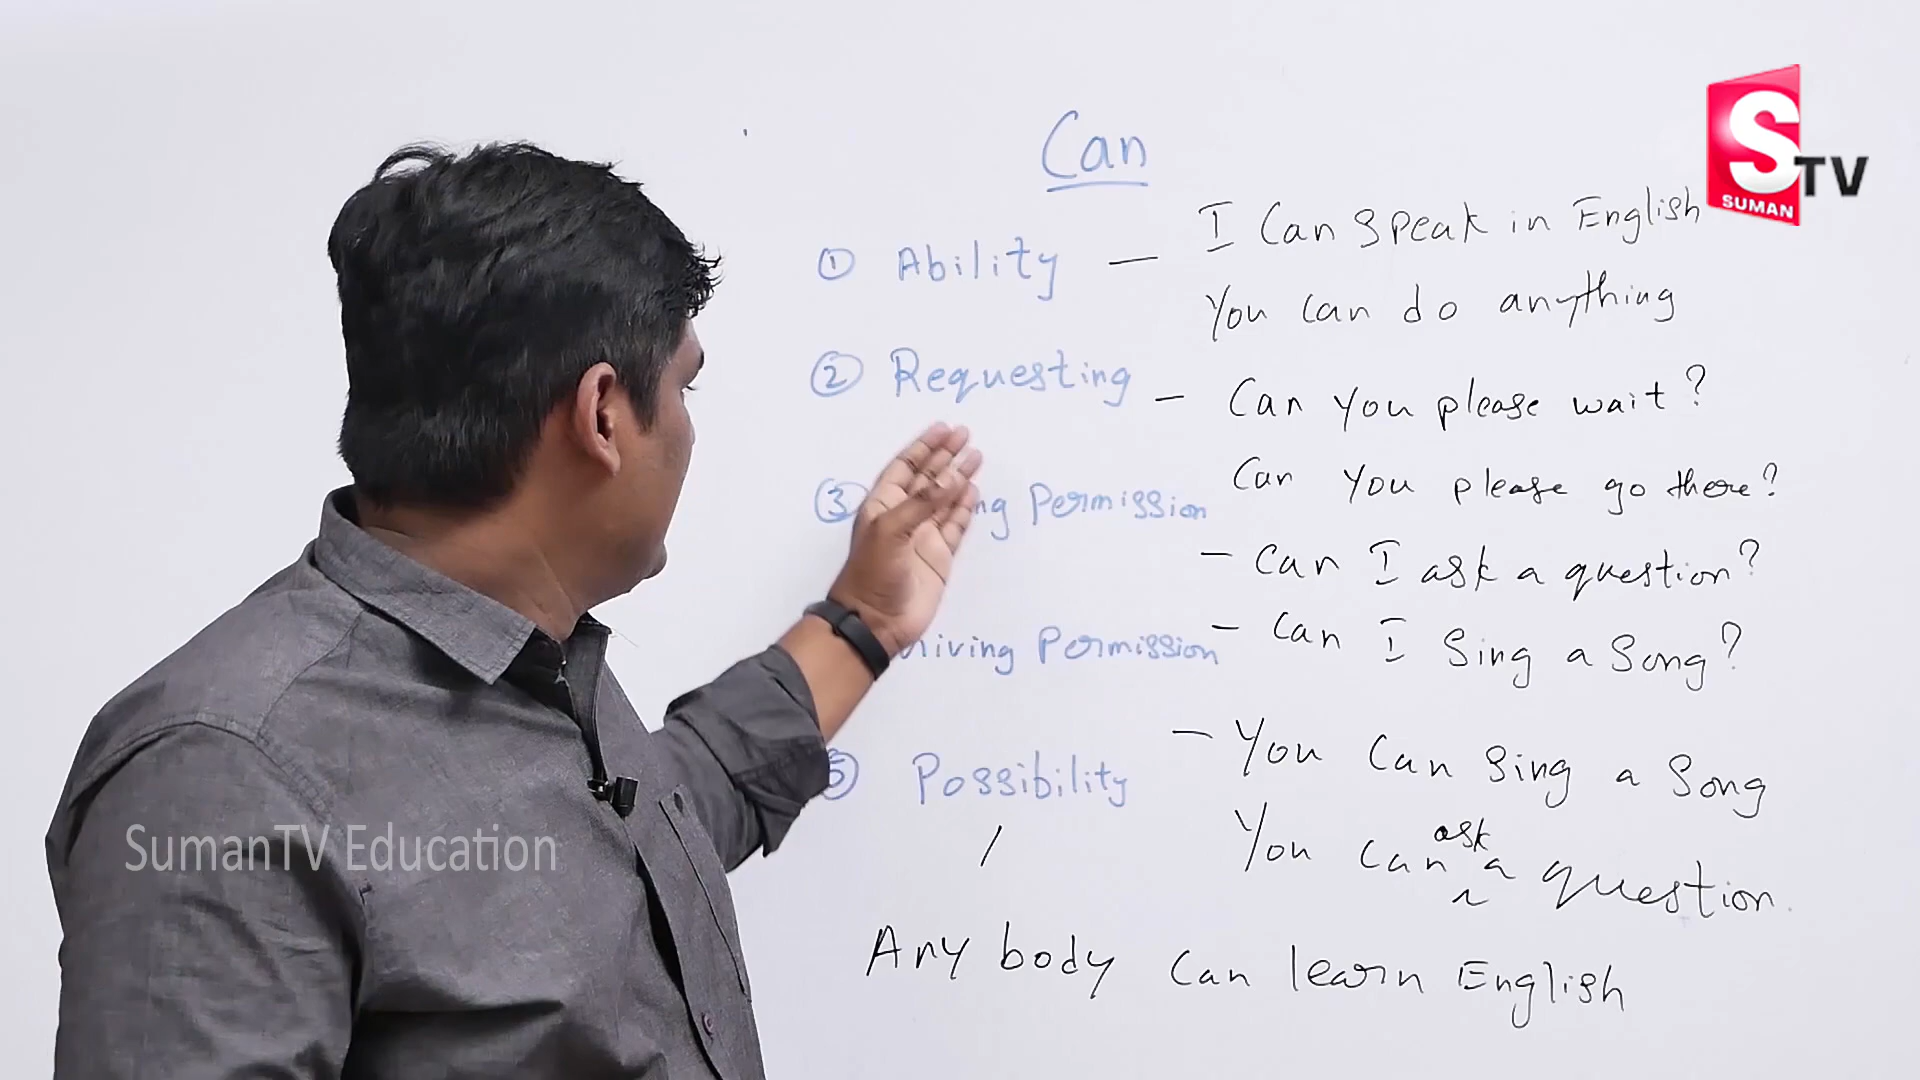 Can
① Ability — I Can Speak in English
You can do anything
② Requesting — Can you please wait?
Can you please go there?
③ Permission
— Can I ask a question?
Permission — Can I Sing a Song?
— You Can Sing a Song
⑤ Possibility
/
You Can ask a question
Any body Can learn English
SUMAN TV
SumanTV Education